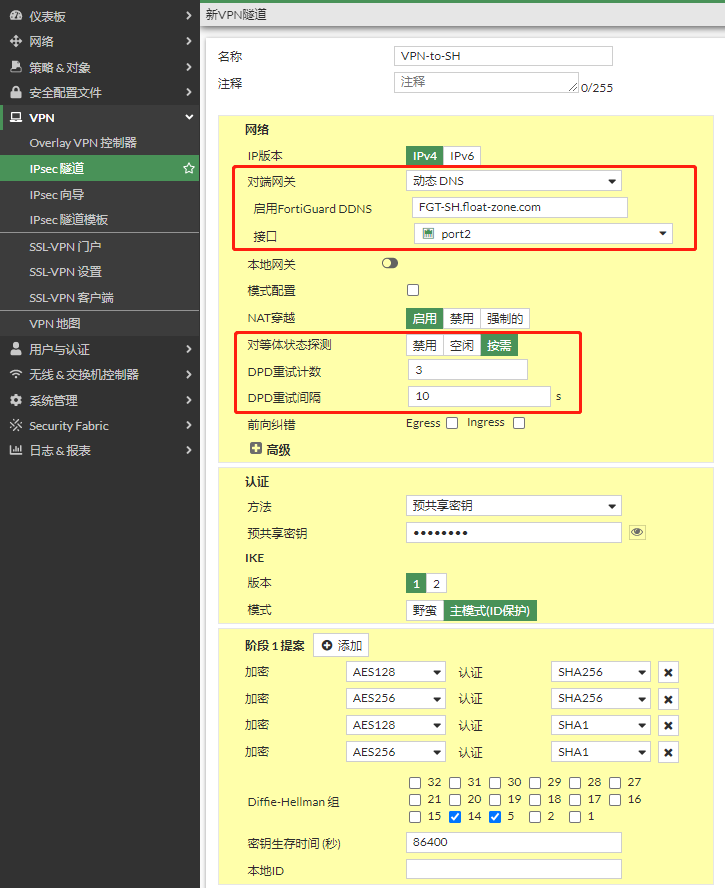 仪表板
网络
策略 & 对象
安全配置文件
VPN
Overlay VPN 控制器
IPsec 隧道
IPsec 向导
IPsec 隧道模板
SSL-VPN 门户
SSL-VPN 设置
SSL-VPN 客户端
VPN 地图
用户与认证
无线 & 交换机控制器
系统管理
Security Fabric
日志 & 报表
新VPN隧道
名称 VPN-to-SH
注释 注释 0/255
网络
IP版本 IPv4 IPv6
对端网关 动态 DNS
启用FortiGuard DDNS FGT-SH.float-zone.com
接口 port2
本地网关
模式配置
NAT穿越 启用 禁用 强制的
对等体状态探测 禁用 空闲 按需
DPD重试计数 3
DPD重试间隔 10 s
前向纠错 Egress Ingress
高级
认证
方法 预共享密钥
预共享密钥 ••••••••
IKE
版本 1 2
模式 野蛮 主模式(ID保护)
阶段 1 提案 添加
加密 AES128 认证 SHA256
加密 AES256 认证 SHA256
加密 AES128 认证 SHA1
加密 AES256 认证 SHA1
Diffie-Hellman 组 32 31 30 29 28 27
21 20 19 18 17 16
15 14 5 2 1
密钥生存时间 (秒) 86400
本地ID